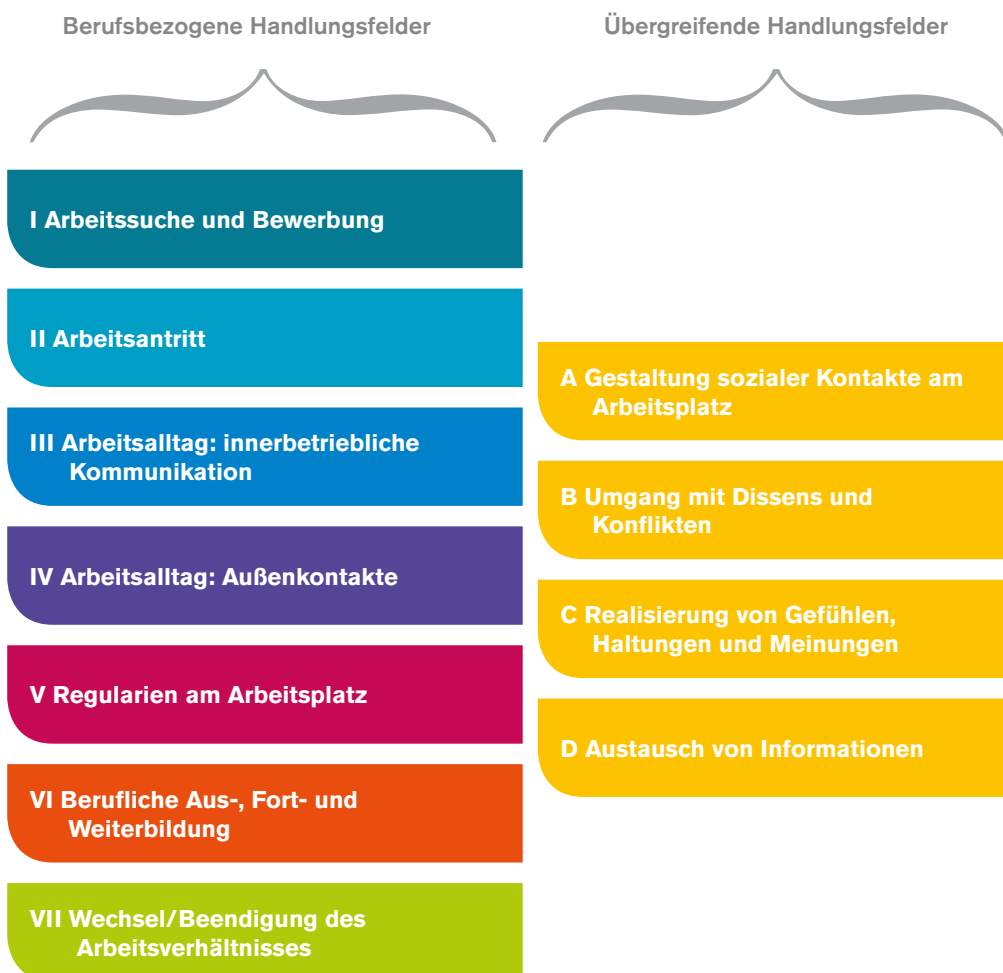 Berufsbezogene Handlungsfelder
I Arbeitssuche und Bewerbung
II Arbeitsantritt
III Arbeitsalltag: innerbetriebliche
Kommunikation
IV Arbeitsalltag: Außenkontakte
V Regularien am Arbeitsplatz
VI Berufliche Aus-, Fort- und
Weiterbildung
VII Wechsel/Beendigung des
Arbeitsverhältnisses
Übergreifende Handlungsfelder
A Gestaltung sozialer Kontakte am
Arbeitsplatz
B Umgang mit Dissens und
Konflikten
C Realisierung von Gefühlen,
Haltungen und Meinungen
D Austausch von Informationen